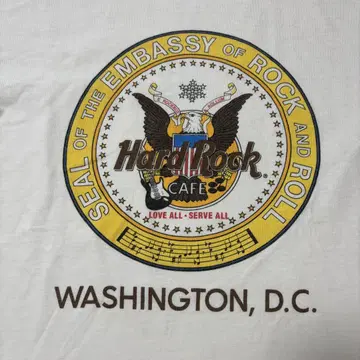 SEAL OF THE EMBASSY OF ROCK AND ROLL
Hard Rock
CAFE
LOVE ALL · SERVE ALL
WASHINGTON, D.C.